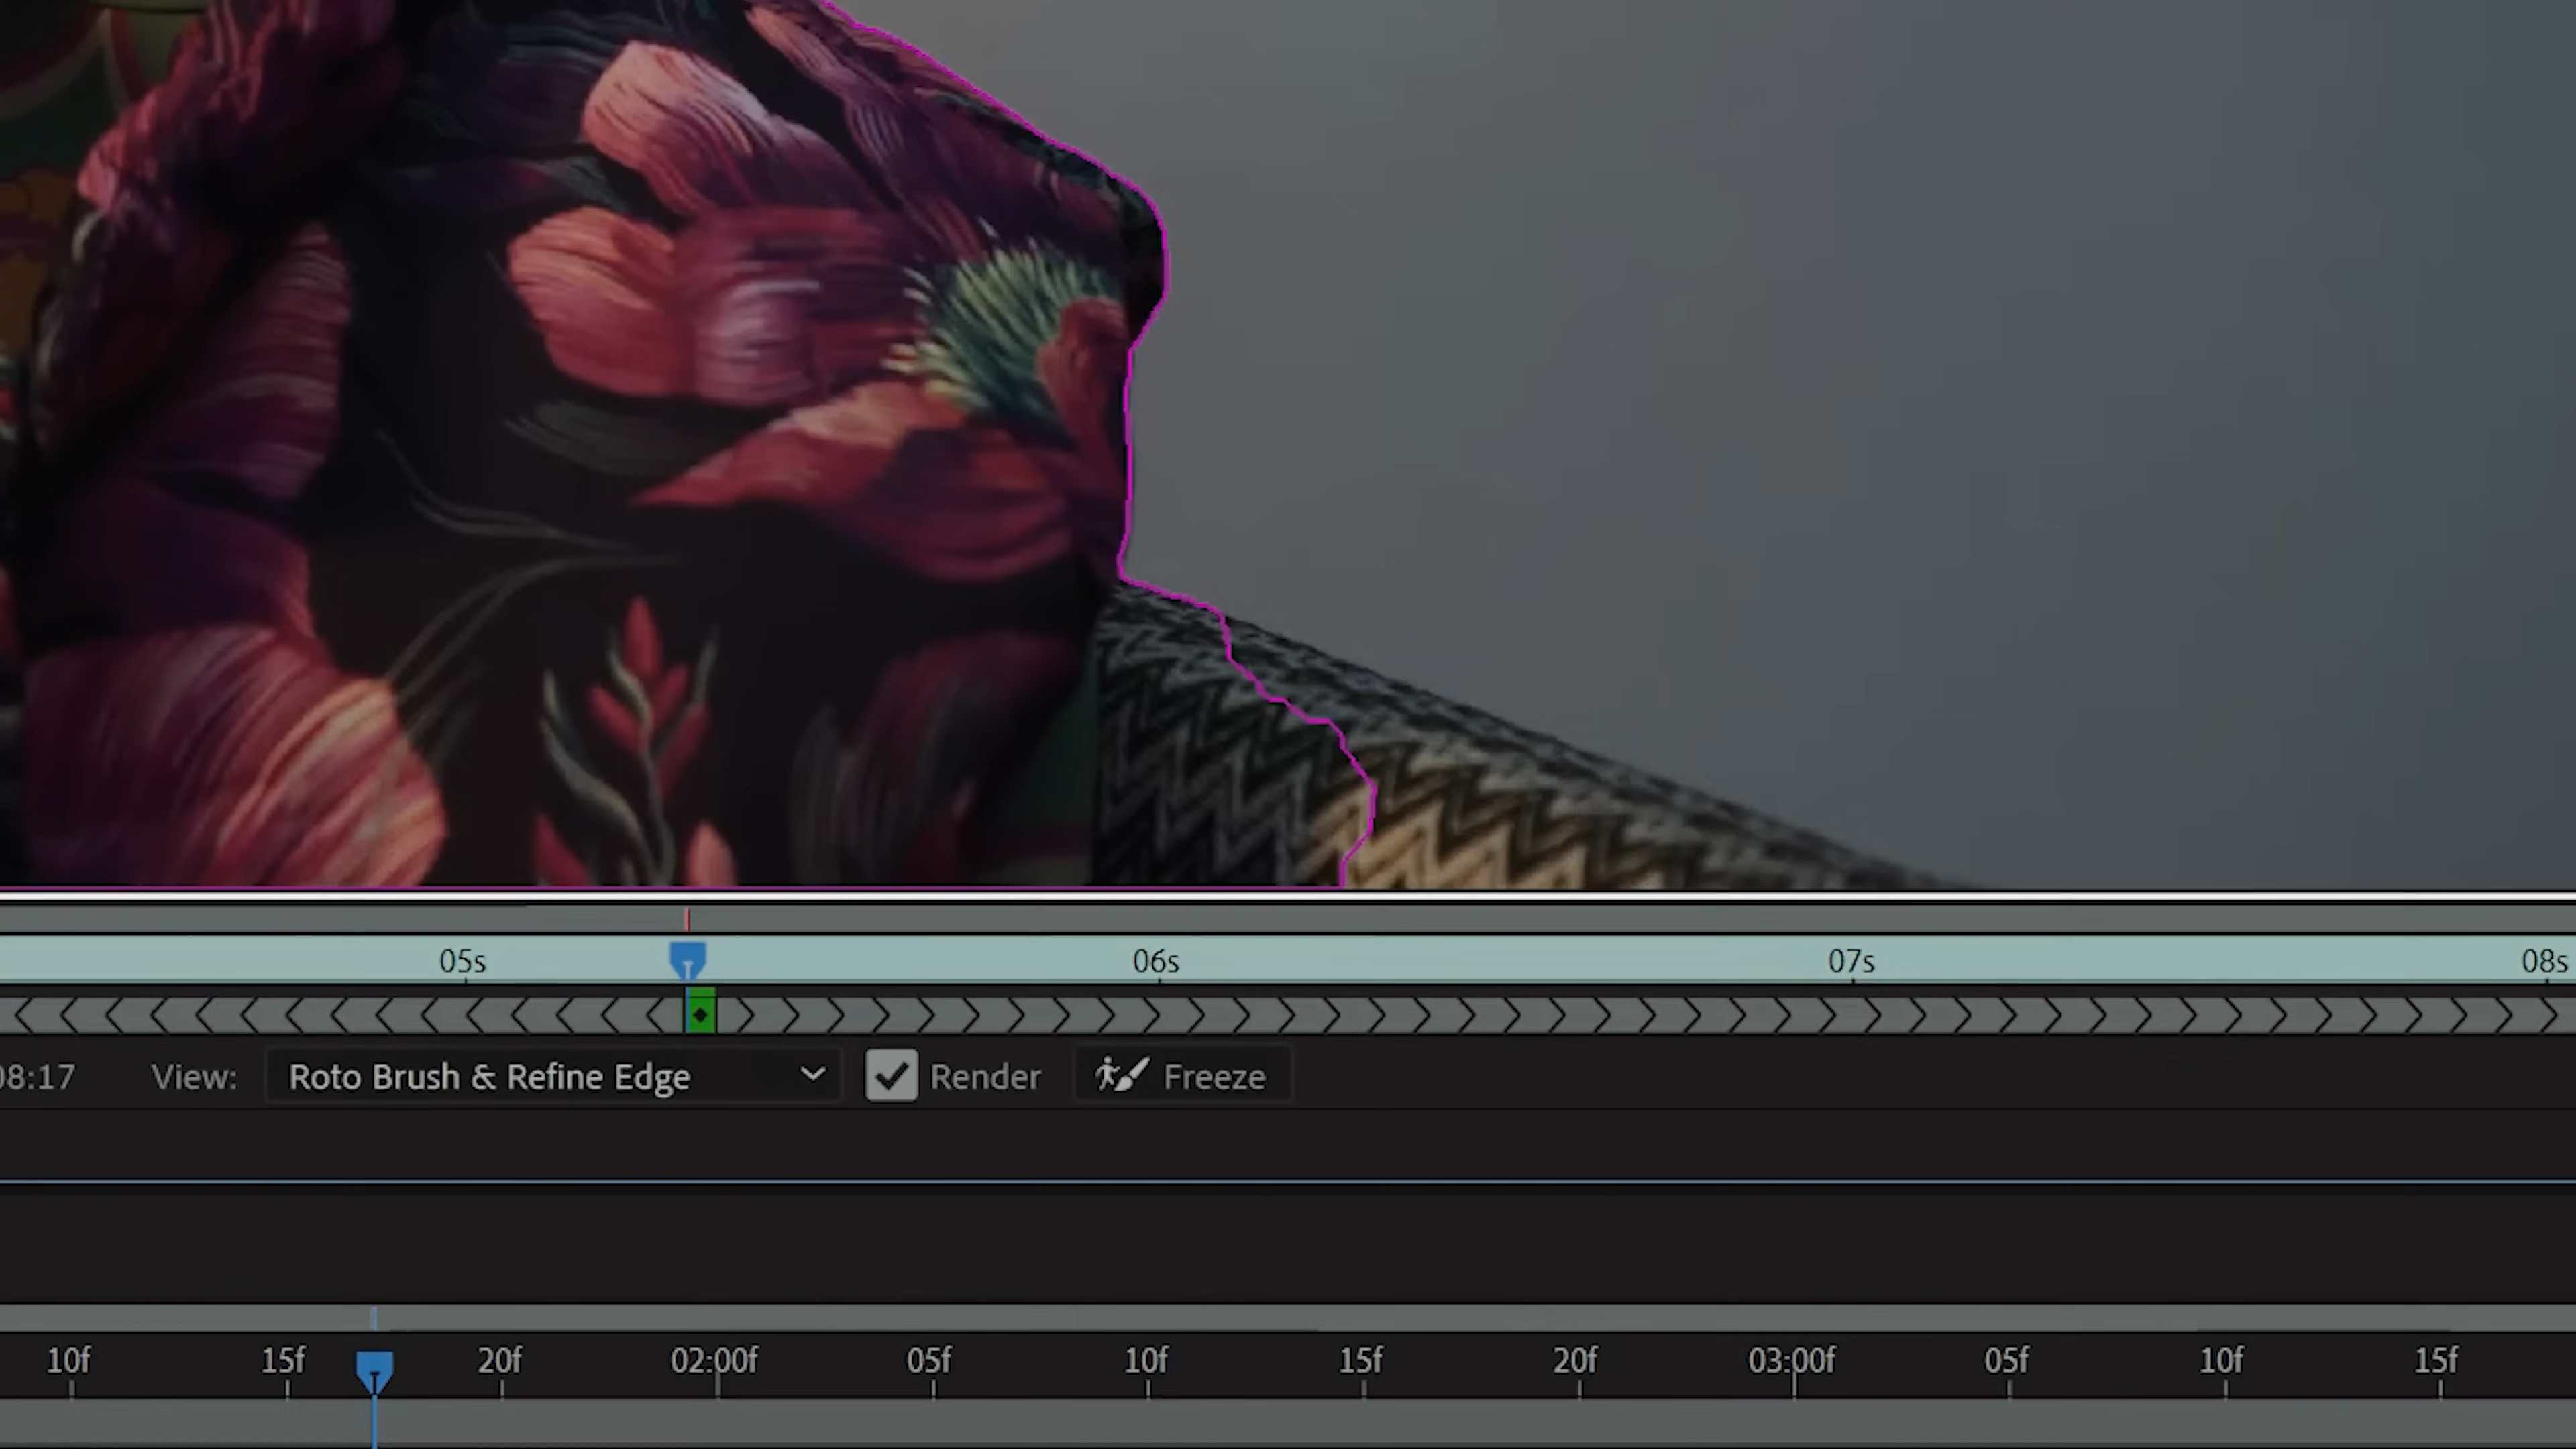 05s 06s 07s 08s
08:17 View: Roto Brush & Refine Edge Render Freeze
10f 15f 20f 02:00f 05f 10f 15f 20f 03:00f 05f 10f 15f